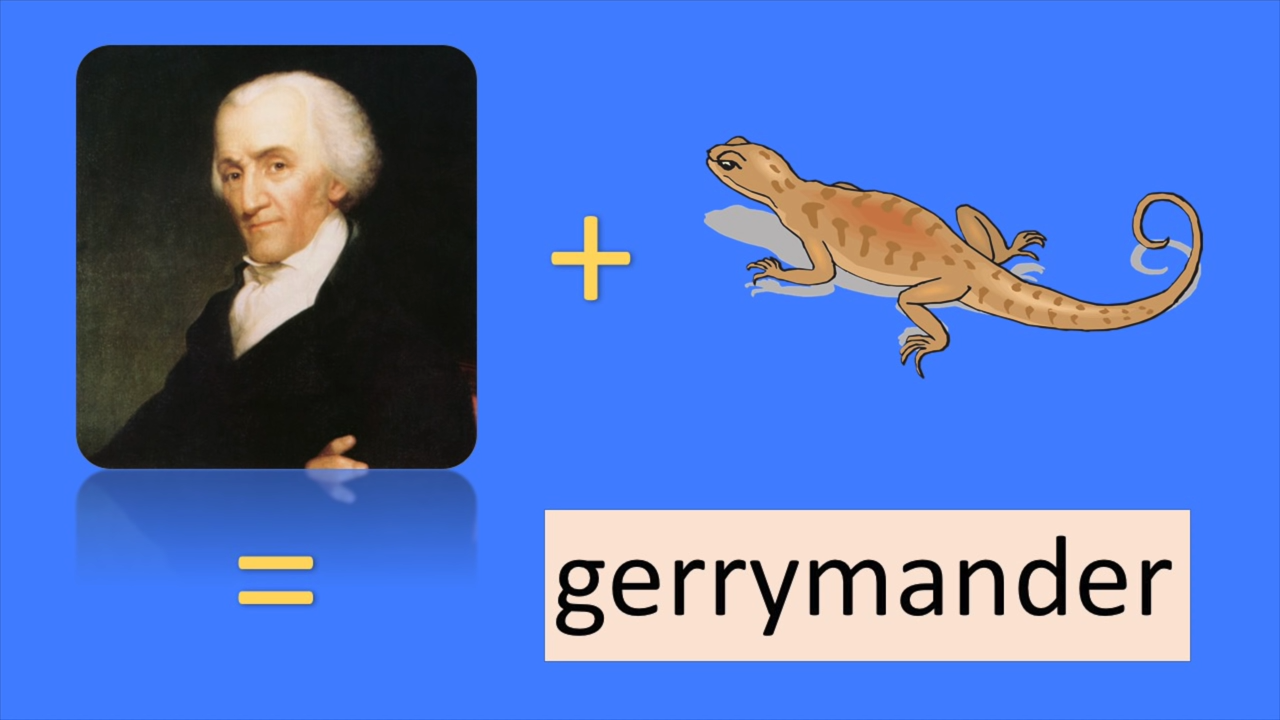 +
=
gerrymander